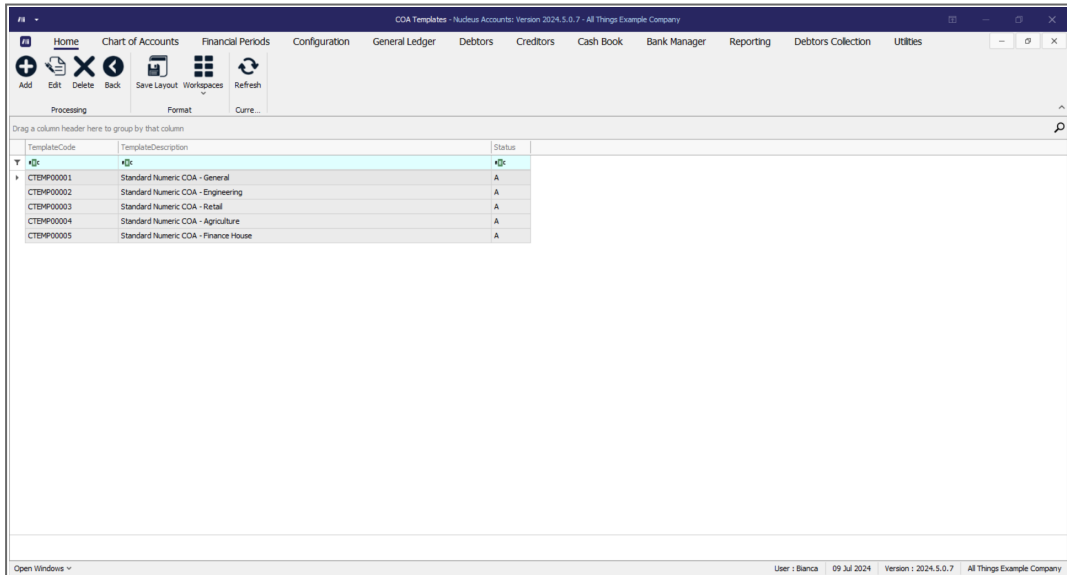 COA Templates - Nucleus Accounts: Version 2024.5.0.7 - All Things Example Company
Home Chart of Accounts Financial Periods Configuration General Ledger Debtors Creditors Cash Book Bank Manager Reporting Debtors Collection Utilities
Add Edit Delete Back Save Layout Workspaces Refresh
Processing Format Curre...
Drag a column header here to group by that column
TemplateCode TemplateDescription Status
CTEMP00001 Standard Numeric COA - General A
CTEMP00002 Standard Numeric COA - Engineering A
CTEMP00003 Standard Numeric COA - Retail A
CTEMP00004 Standard Numeric COA - Agriculture A
CTEMP00005 Standard Numeric COA - Finance House A
Open Windows User : Bianca 09 Jul 2024 Version : 2024.5.0.7 All Things Example Company